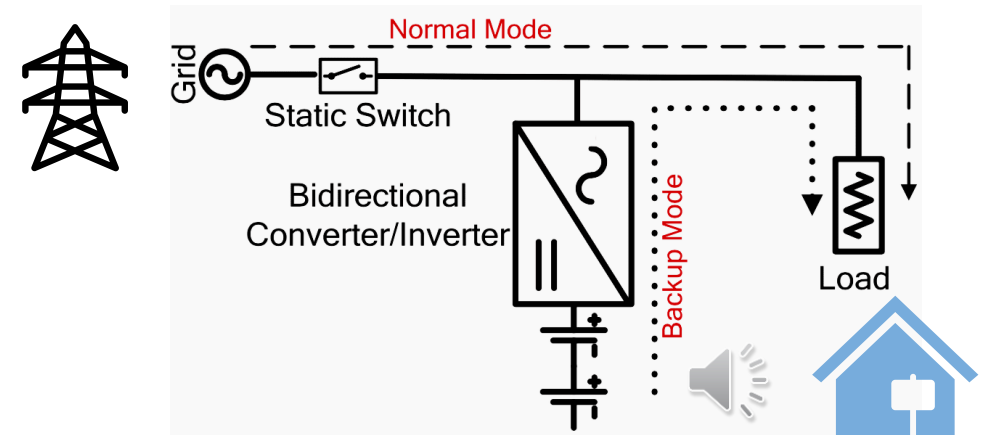 Normal Mode
Grid
Static Switch
Bidirectional
Converter/Inverter
Backup Mode
Load
+
+